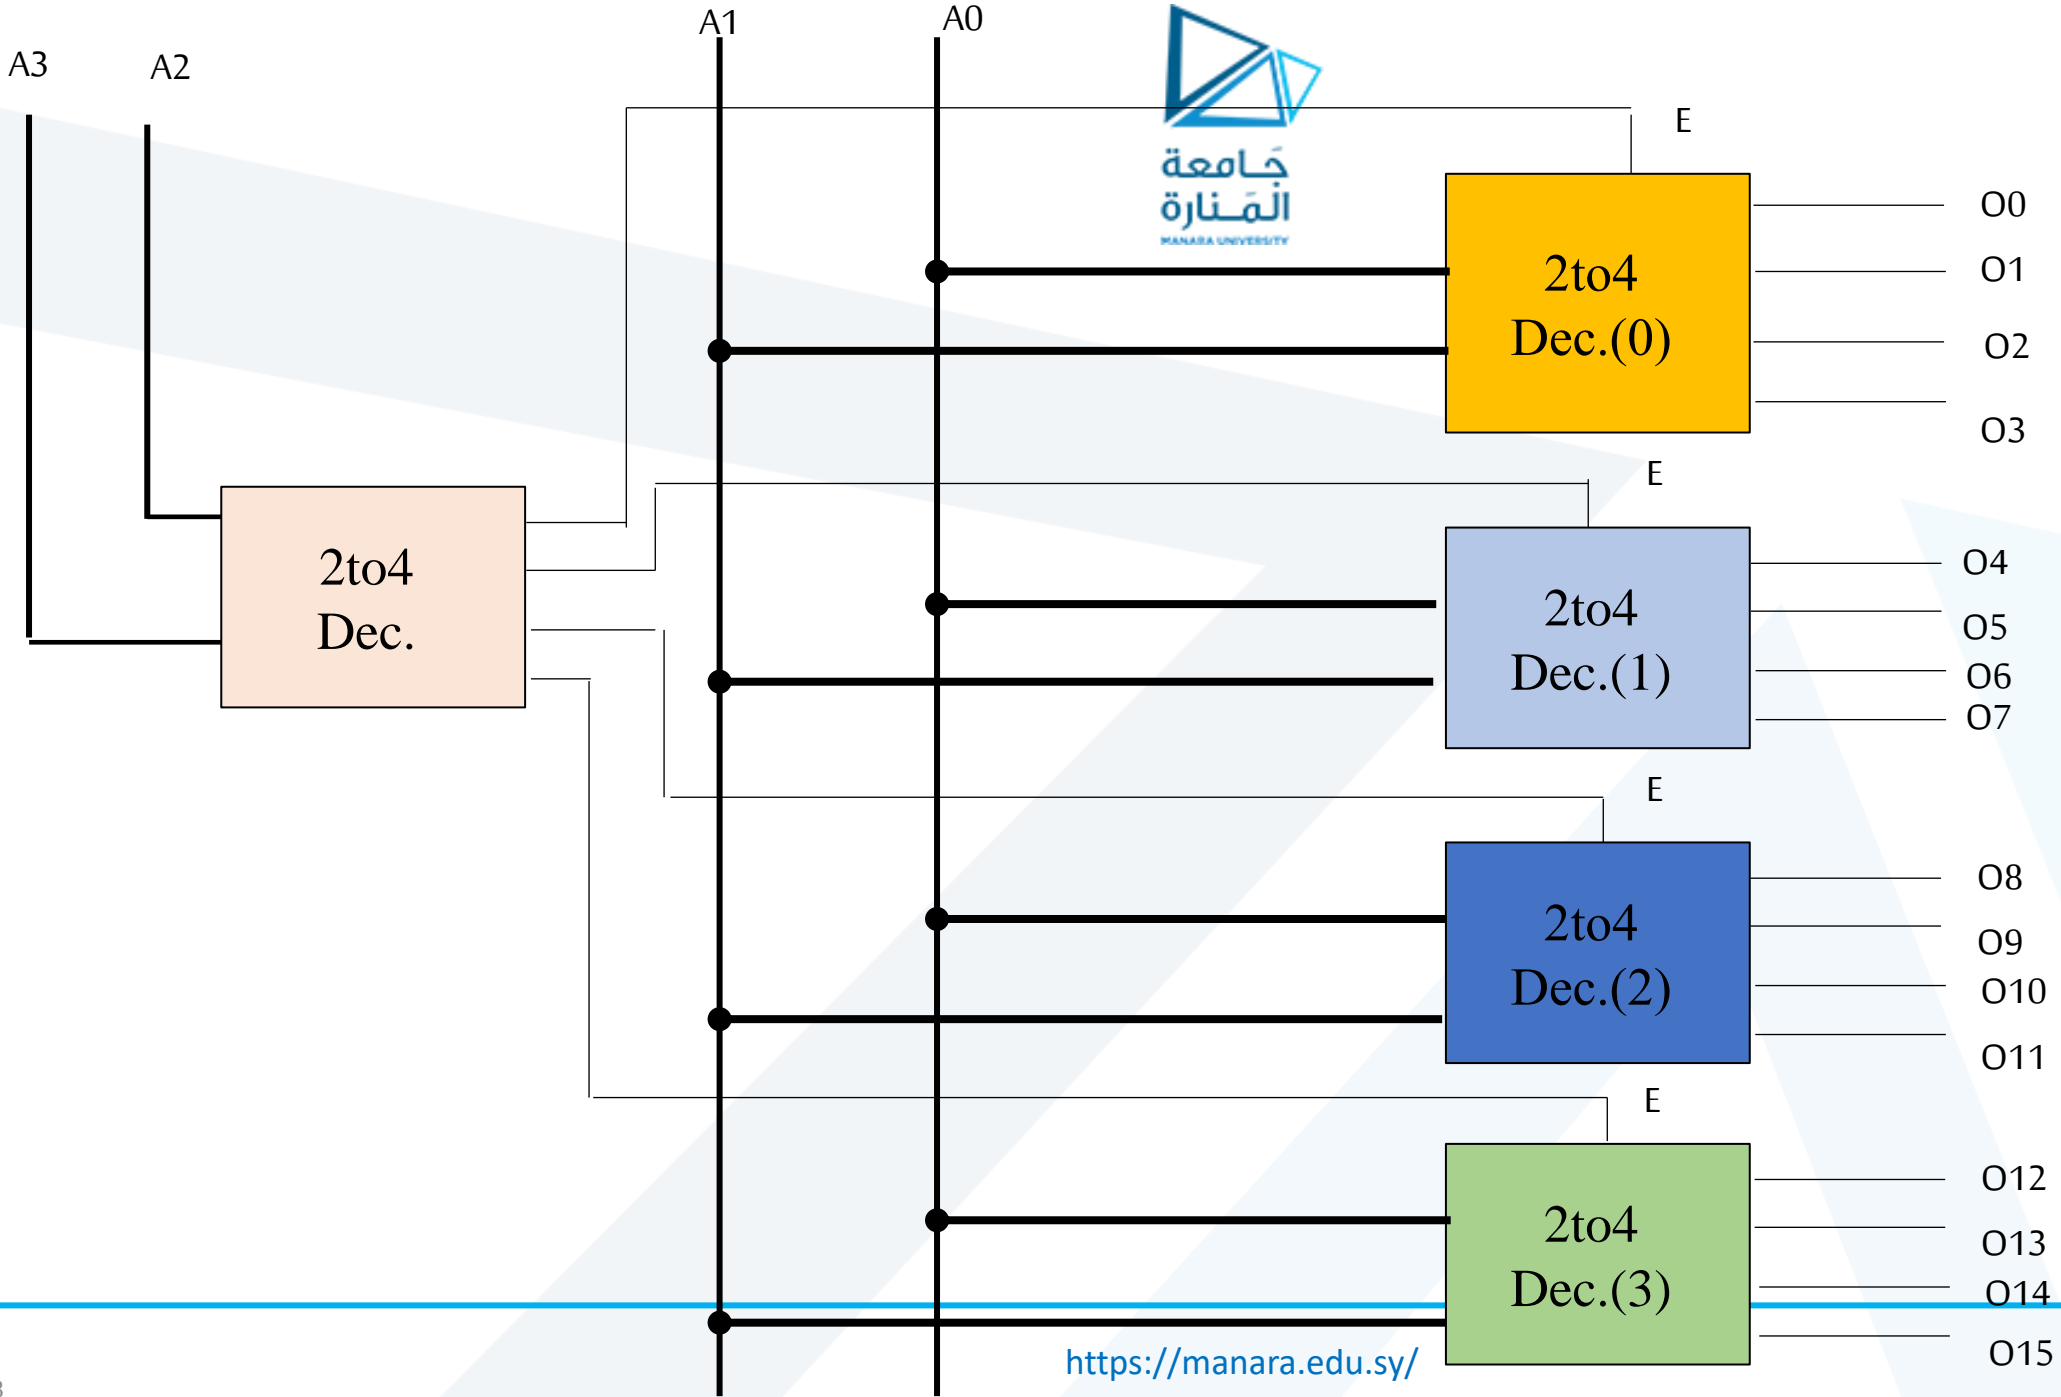 A1
A0
A3
A2
جَامعة
المَنارة
MANARA UNIVERSITY
E
2to4
Dec.(0)
O0
O1
O2
O3
E
2to4
Dec.
2to4
Dec.(1)
O4
O5
O6
O7
E
2to4
Dec.(2)
O8
O9
O10
O11
E
2to4
Dec.(3)
O12
O13
O14
O15
https://manara.edu.sy/